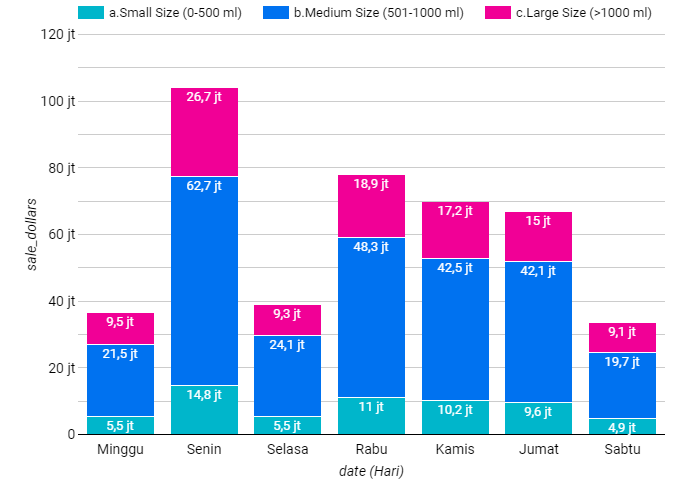 a.Small Size (0-500 ml) b.Medium Size (501-1000 ml) c.Large Size (>1000 ml)
120 jt
100 jt
80 jt
60 jt
40 jt
20 jt
0
sale_dollars
9,5 jt
21,5 jt
5,5 jt
26,7 jt
62,7 jt
14,8 jt
9,3 jt
24,1 jt
5,5 jt
18,9 jt
48,3 jt
11 jt
17,2 jt
42,5 jt
10,2 jt
15 jt
42,1 jt
9,6 jt
9,1 jt
19,7 jt
4,9 jt
Minggu Senin Selasa Rabu Kamis Jumat Sabtu
date (Hari)